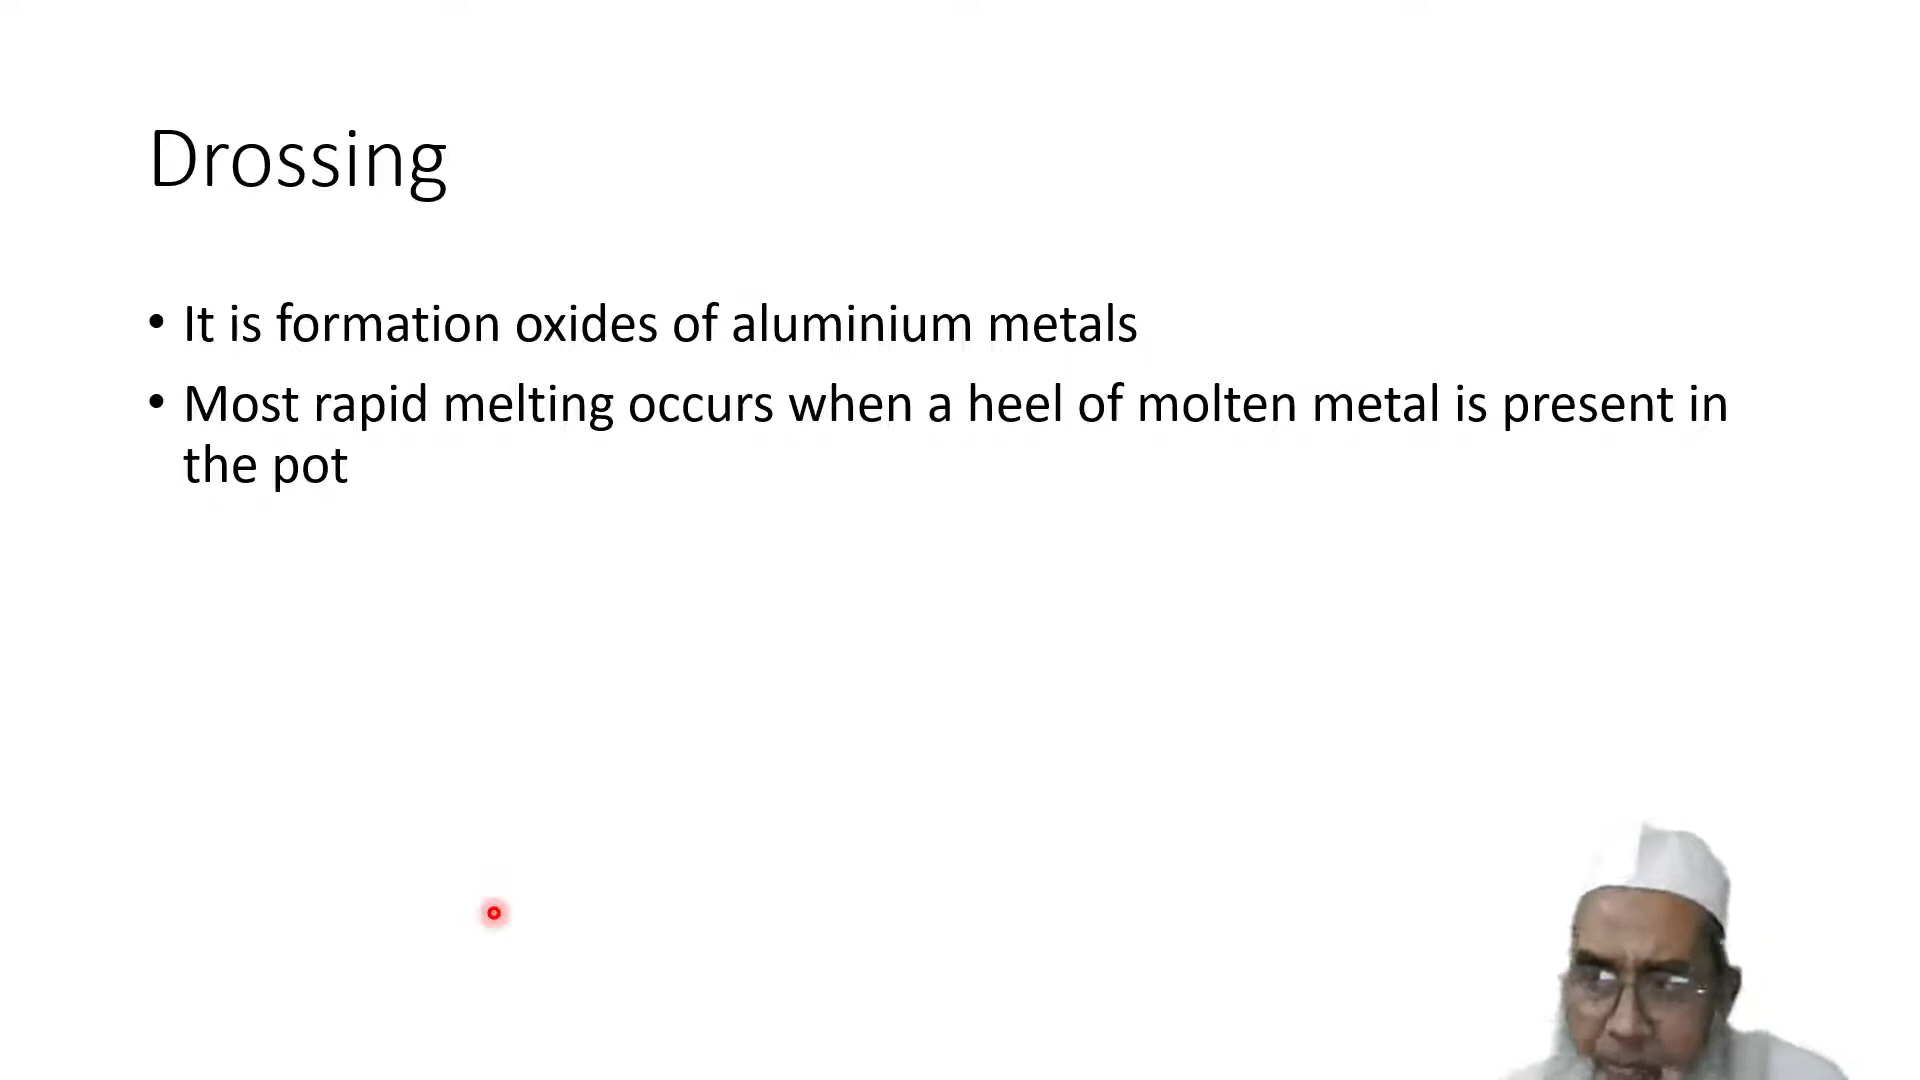 Drossing
• It is formation oxides of aluminium metals
• Most rapid melting occurs when a heel of molten metal is present in
the pot